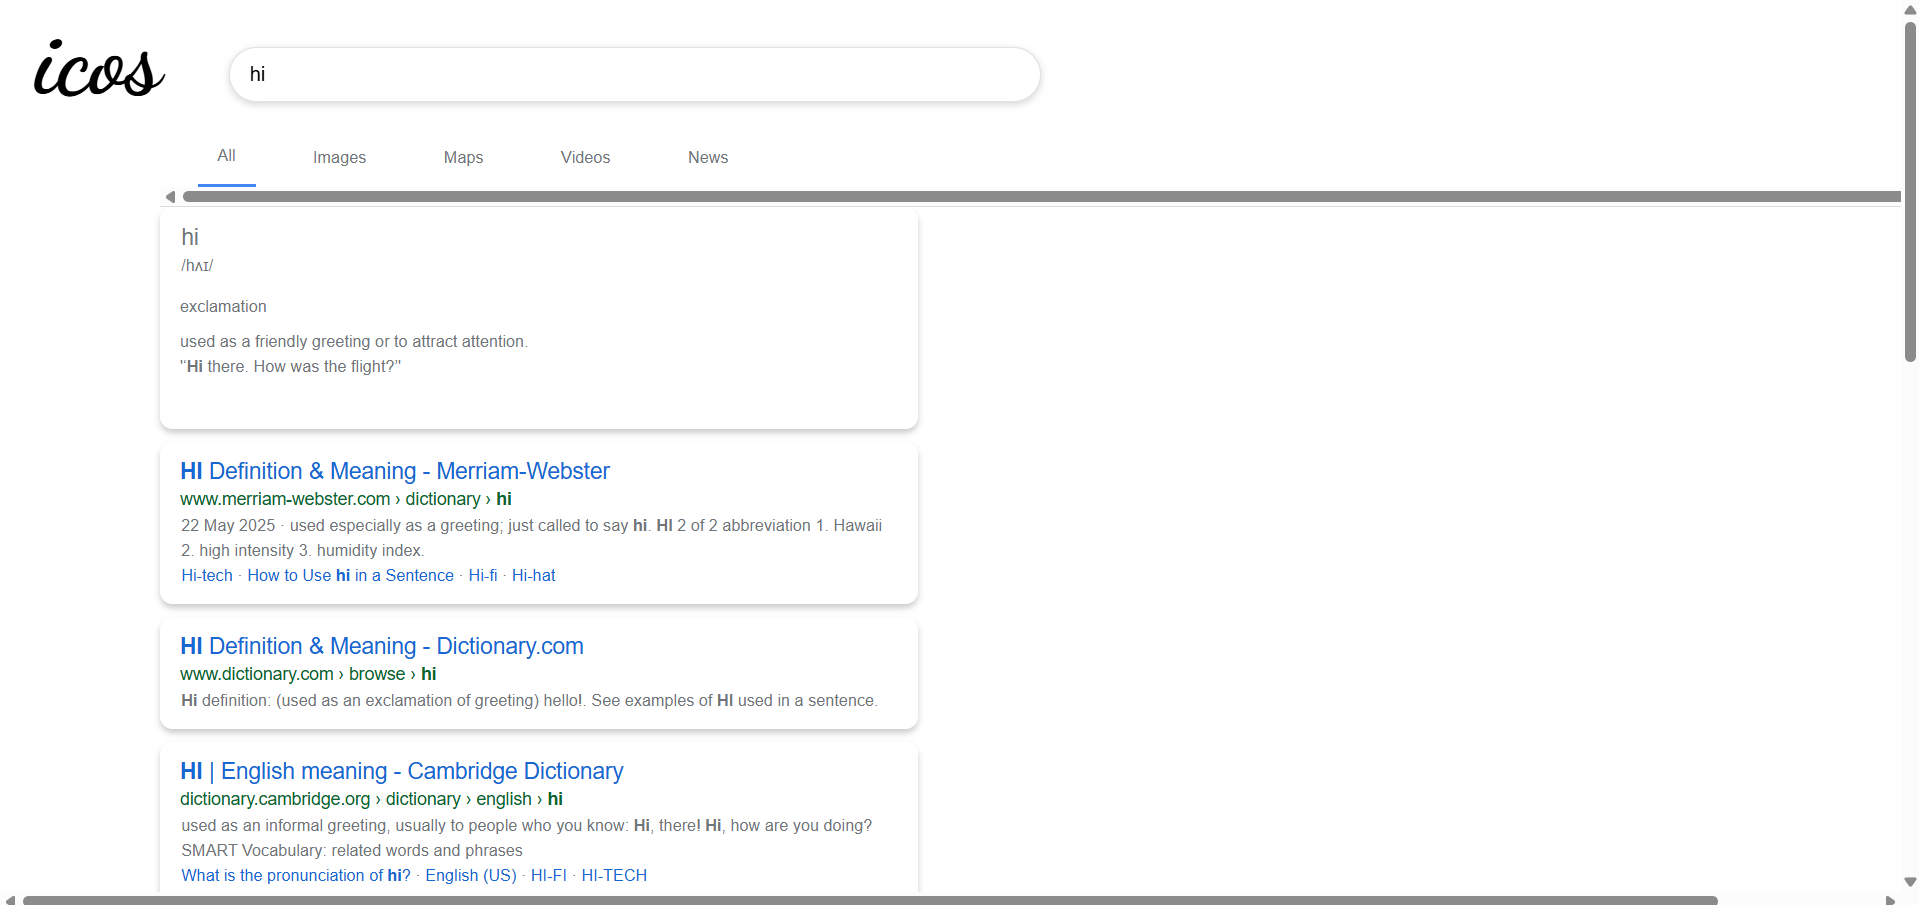 icos
hi
All Images Maps Videos News
hi
/hʌɪ/
exclamation
used as a friendly greeting or to attract attention.
"Hi there. How was the flight?"
HI Definition & Meaning - Merriam-Webster
www.merriam-webster.com › dictionary › hi
22 May 2025 · used especially as a greeting; just called to say hi. HI 2 of 2 abbreviation 1. Hawaii
2. high intensity 3. humidity index.
Hi-tech · How to Use hi in a Sentence · Hi-fi · Hi-hat
HI Definition & Meaning - Dictionary.com
www.dictionary.com › browse › hi
Hi definition: (used as an exclamation of greeting) hello!. See examples of HI used in a sentence.
HI | English meaning - Cambridge Dictionary
dictionary.cambridge.org › dictionary › english › hi
used as an informal greeting, usually to people who you know: Hi, there! Hi, how are you doing?
SMART Vocabulary: related words and phrases
What is the pronunciation of hi? · English (US) · HI-FI · HI-TECH